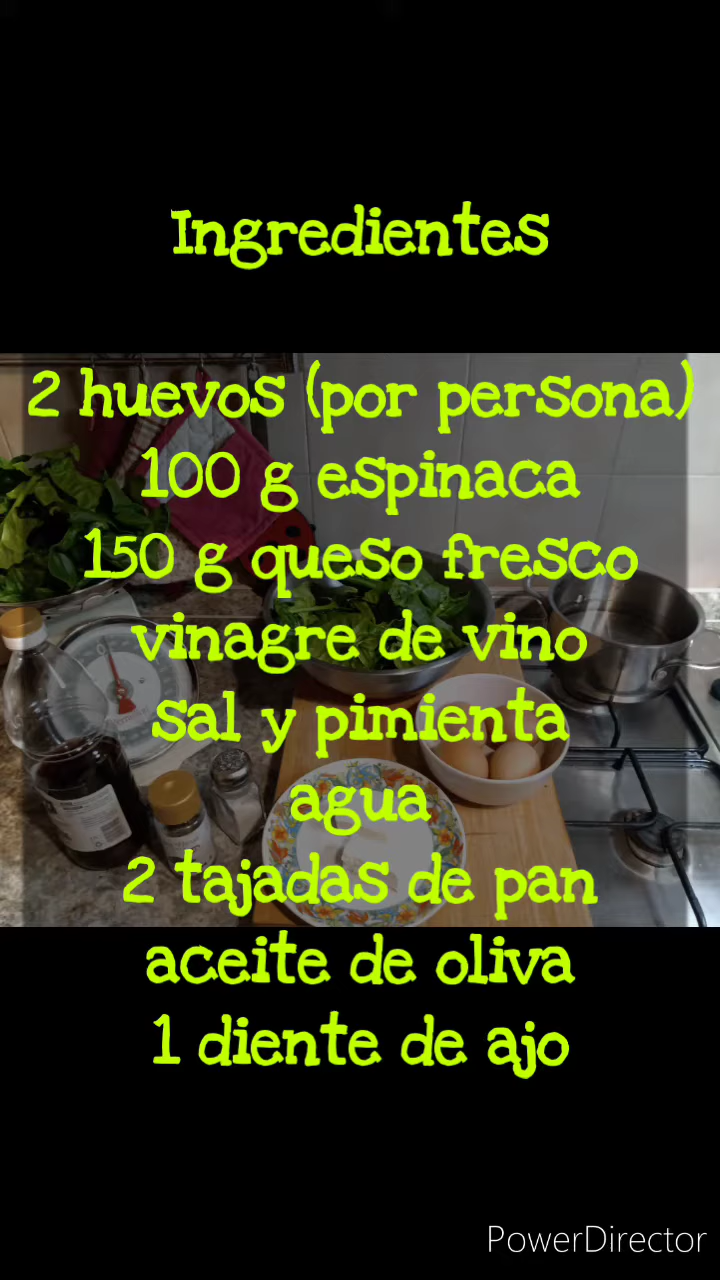 Ingredientes
2 huevos (por persona)
100 g espinaca
150 g queso fresco
vinagre de vino
sal y pimienta
agua
2 tajadas de pan
aceite de oliva
1 diente de ajo
PowerDirector